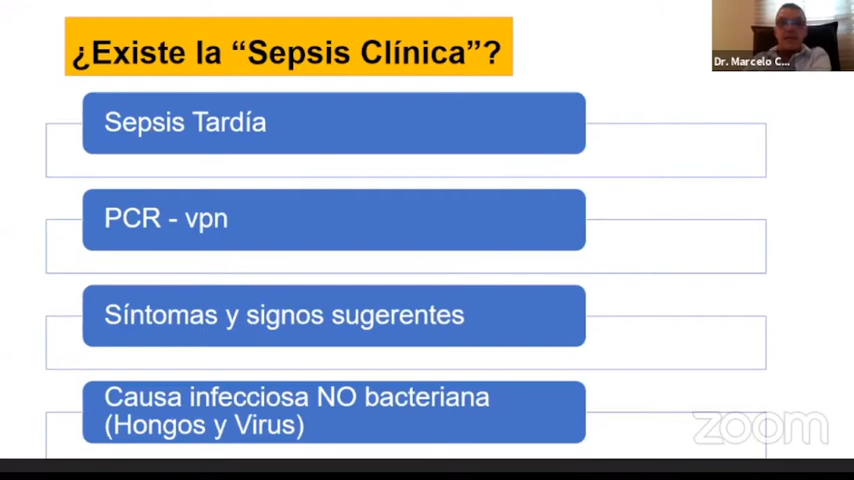 ¿Existe la “Sepsis Clínica”?
Dr. Marcelo C...
Sepsis Tardía
PCR - vpn
Síntomas y signos sugerentes
Causa infecciosa NO bacteriana
(Hongos y Virus)
zoom